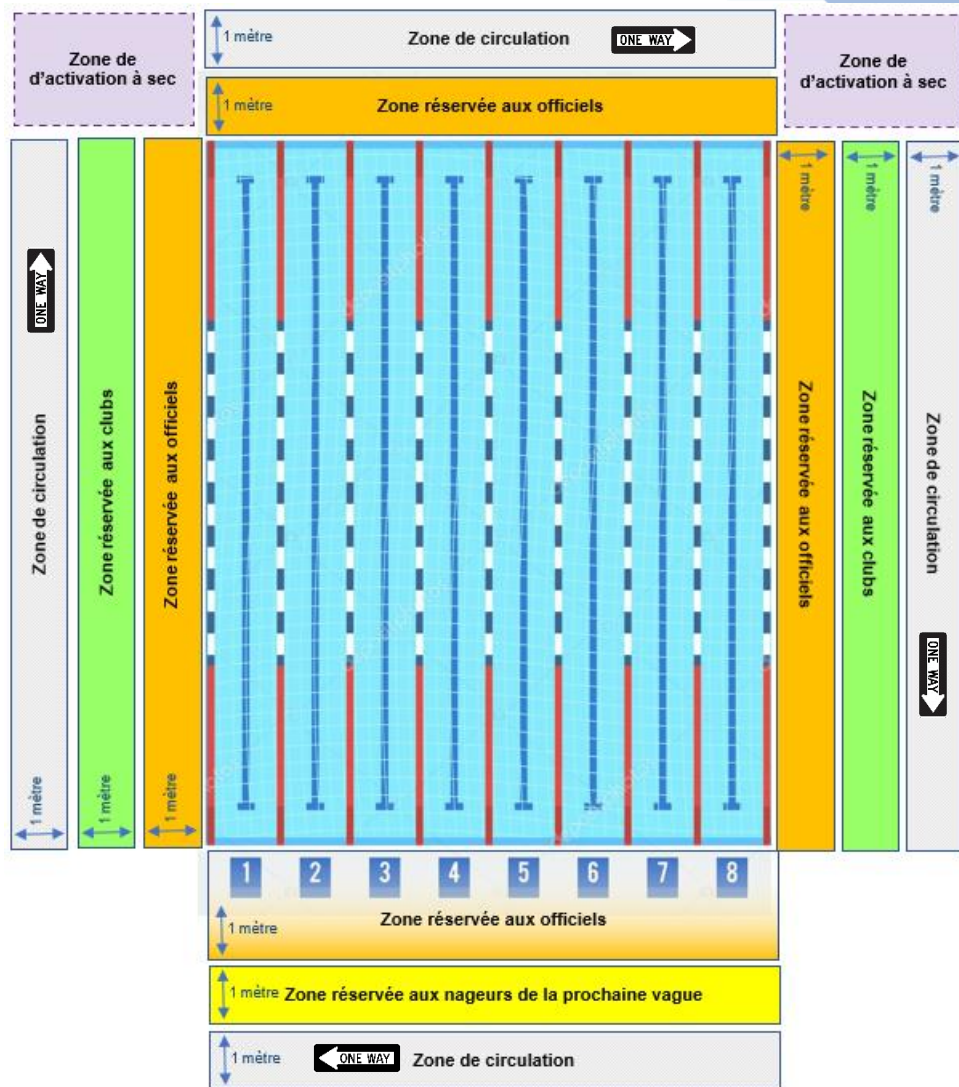 1 mètre
Zone de circulation
ONE WAY
Zone de
d'activation à sec
Zone de
d'activation à sec
1 mètre
Zone réservée aux officiels
ONE WAY
Zone de circulation
1 mètre
Zone réservée aux clubs
1 mètre
Zone réservée aux officiels
1 mètre
1 mètre
Zone réservée aux officiels
1 mètre
Zone réservée aux clubs
1 mètre
Zone de circulation
ONE WAY
1 2 3 4 5 6 7 8
1 mètre
Zone réservée aux officiels
1 mètre
Zone réservée aux nageurs de la prochaine vague
1 mètre
ONE WAY
Zone de circulation